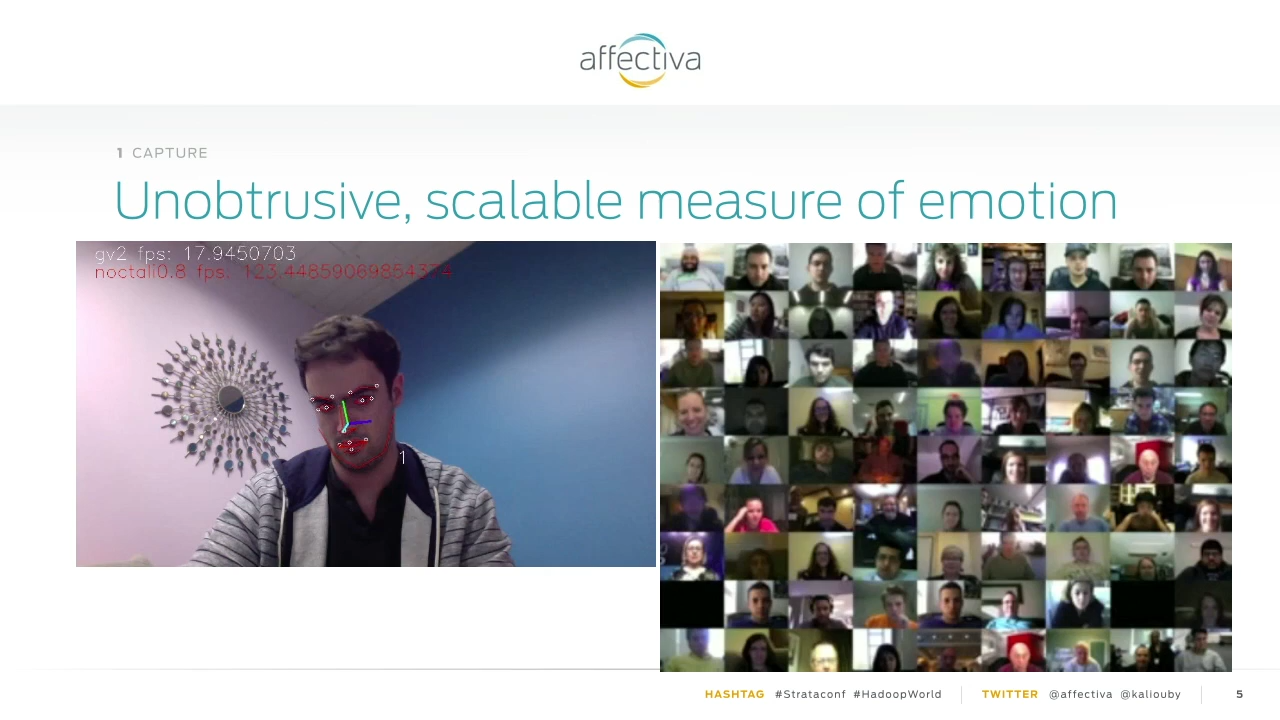 affectiva
1 CAPTURE
Unobtrusive, scalable measure of emotion
gv2 fps: 17.9450703
noctali0.8 fps: 123.44859069854374
1
HASHTAG #Strataconf #HadoopWorld TWITTER @affectiva @kaliouby 5